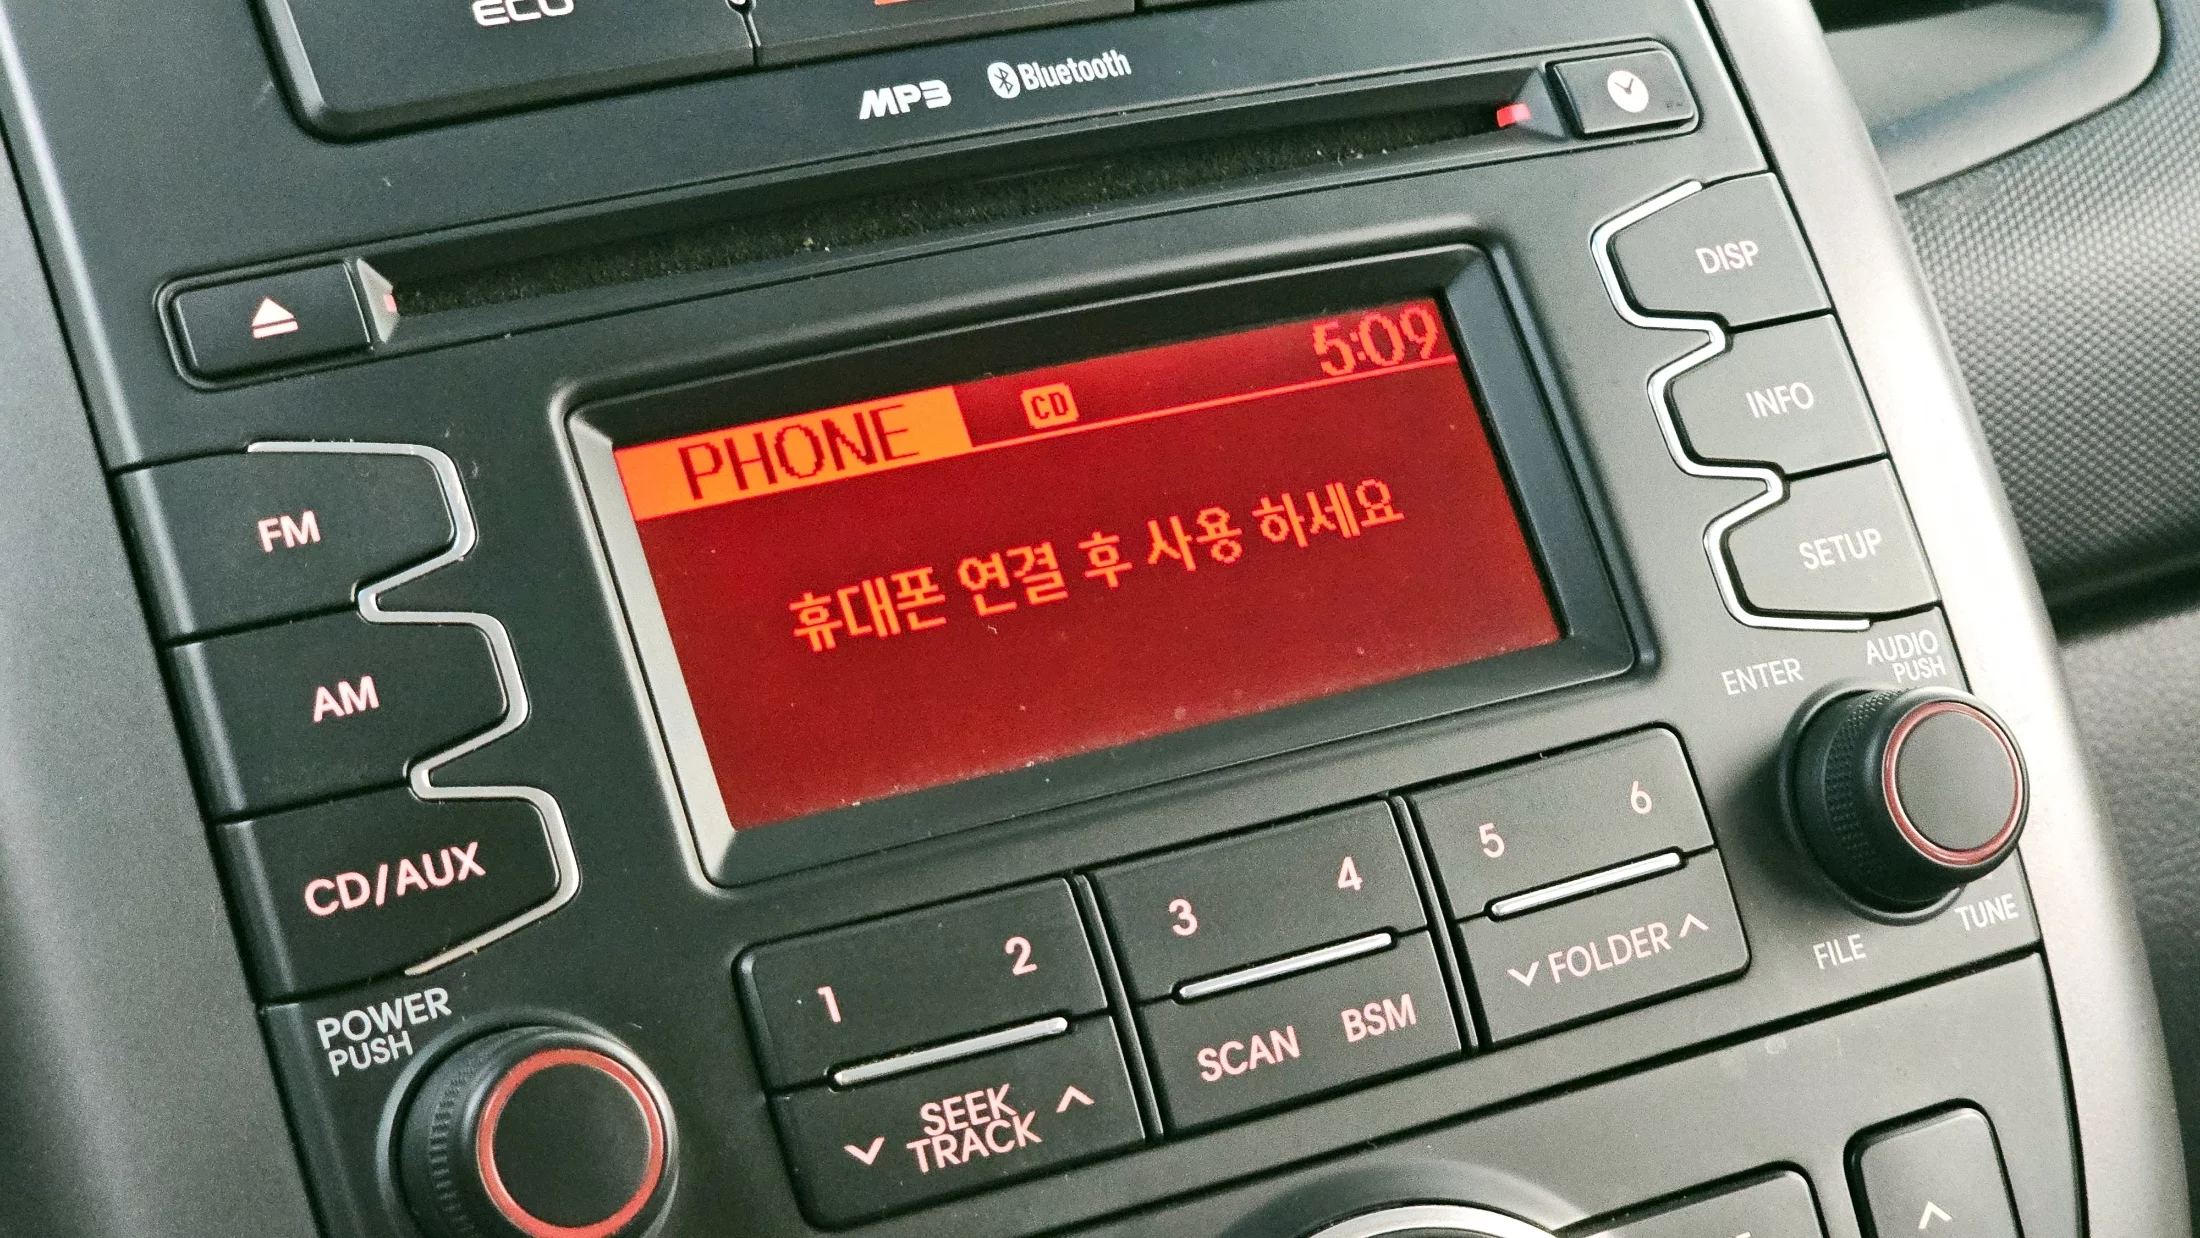 ECO
MP3 Bluetooth
DISP
INFO
SETUP
PHONE CD 5:09
휴대폰 연결 후 사용 하세요
FM
AM
CD/AUX
ENTER
AUDIO
PUSH
TUNE
FILE
POWER
PUSH
1 2
3 4
5 6
SEEK
TRACK
SCAN BSM
FOLDER